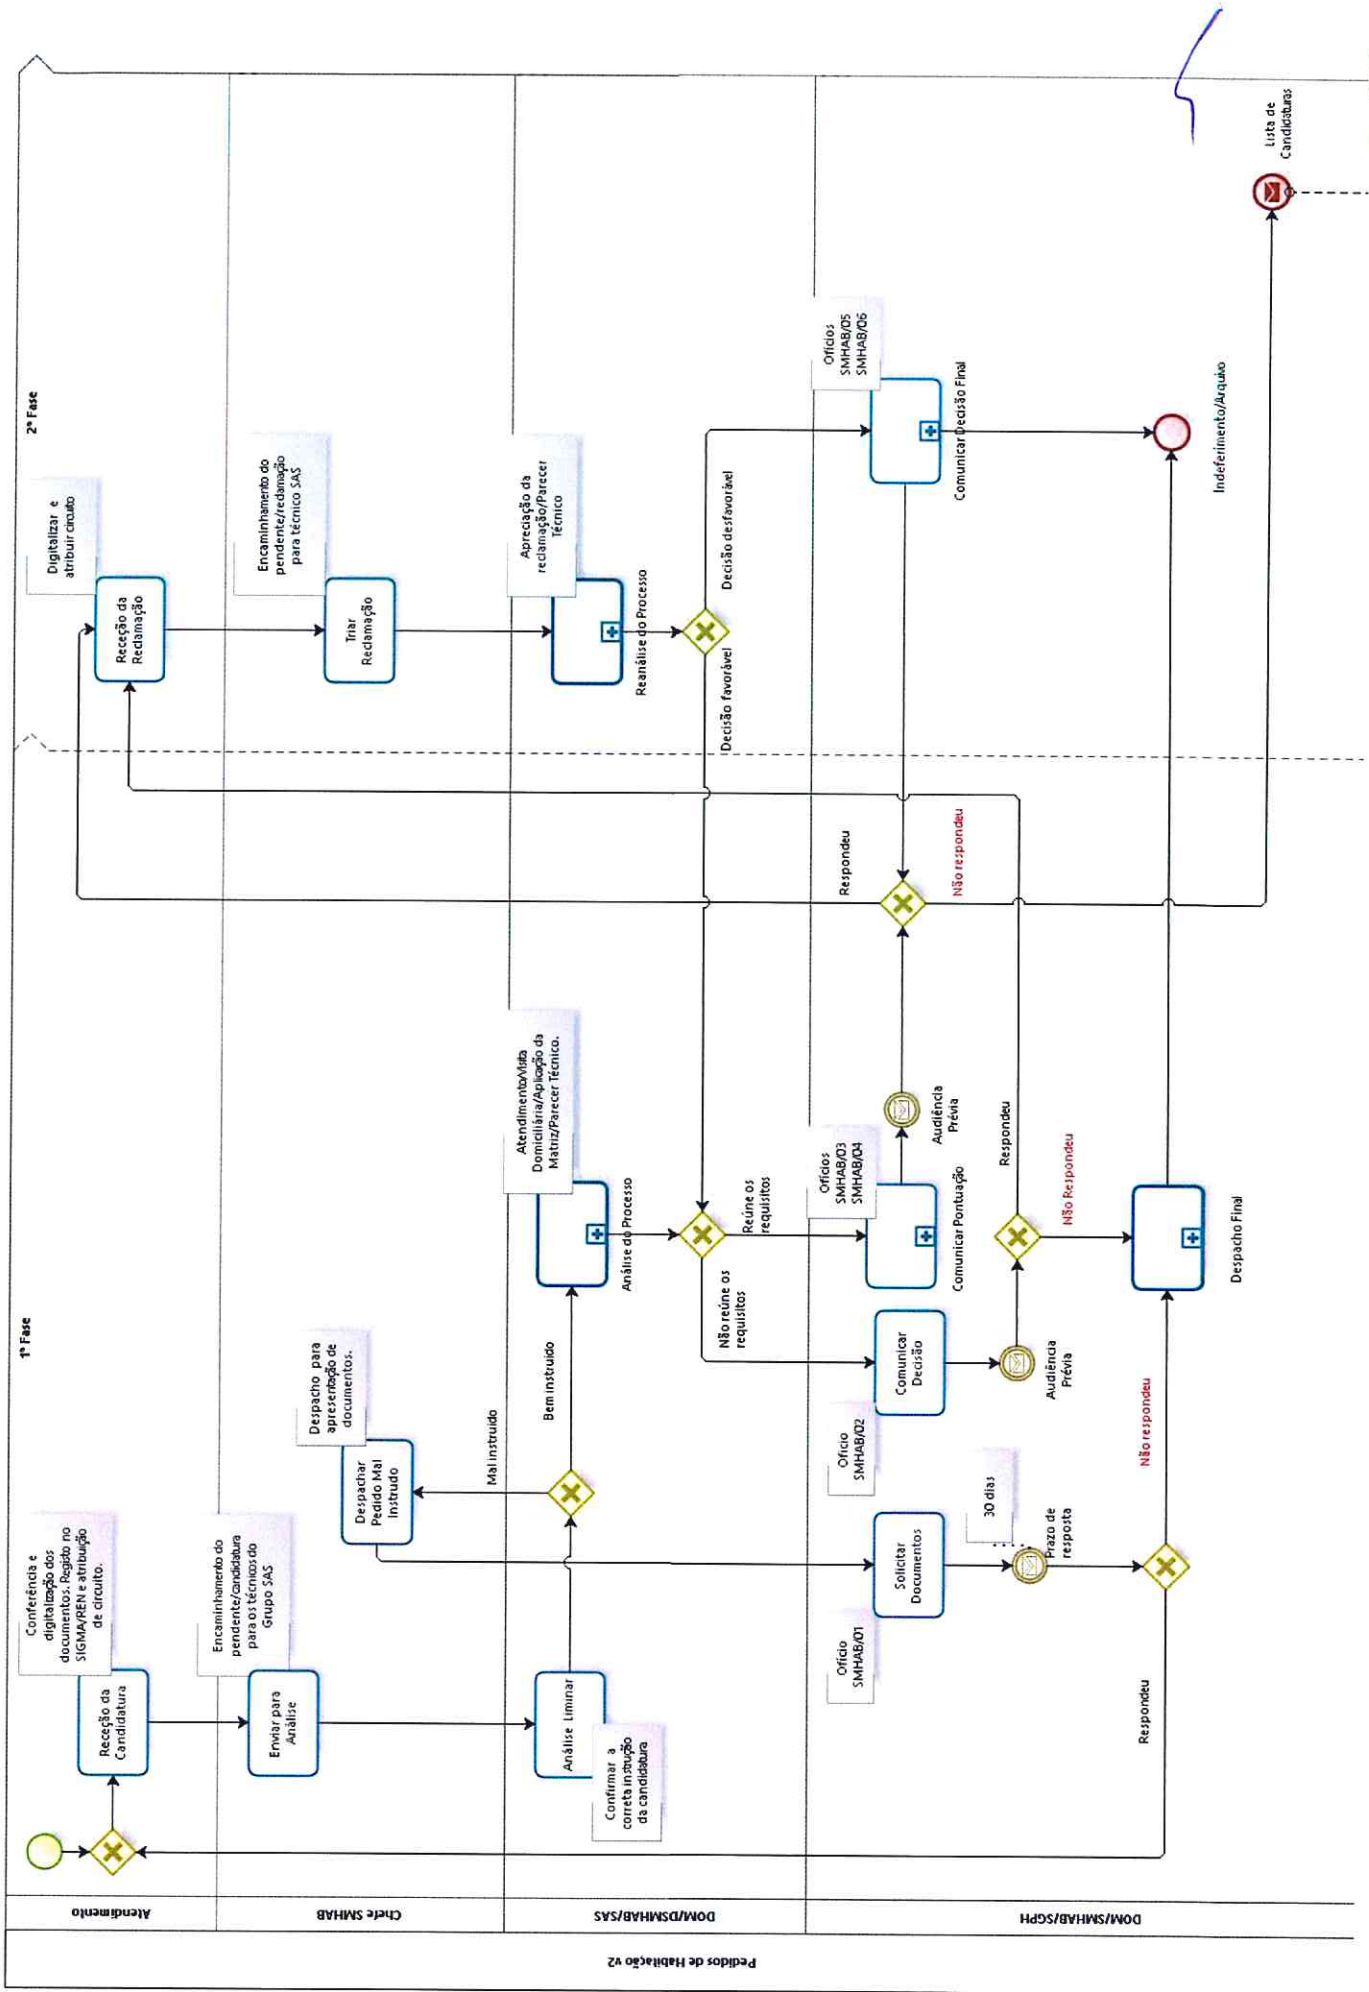 Pedidos de Habitação v2
Atendimento
Chefe SMHAB
DOM/DSMHAB/SAS
DOM/SMHAB/SGPH
1ª Fase
2ª Fase
Conferência e
digitalização dos
documentos. Registo no
SIGMA/REN e atribuição
de circuito.
Receção da
Candidatura
Digitalizar e
atribuir circuito
Receção da
Reclamação
Encaminhamento do
pendente/candidatura
para os técnicos do
Grupo SAS
Enviar para
Análise
Despacho para
apresentação de
documentos.
Despachar
Pedido Mal
Instrudo
Encaminhamento do
pendente/reclamação
para técnico SAS
Triar
Reclamação
Mal instruído
Análise Liminar
Confirmar a
correta instrução
da candidatura
Bem instruído
Atendimento/Visita
Domiciliária/Aplicação da
Matriz/Parecer Técnico.
Análise do Processo
Apreciação da
reclamação/Parecer
Técnico
Reanálise do Processo
Não reúne os
requisitos
Reúne os
requisitos
Decisão favorável
Decisão desfavorável
Ofício
SMHAB/01
Solicitar
Documentos
30 dias
Prazo de
resposta
Ofício
SMHAB/02
Comunicar
Decisão
Audiência
Prévia
Ofícios
SMHAB/03
SMHAB/04
Comunicar Pontuação
Audiência
Prévia
Respondeu
Não respondeu
Ofícios
SMHAB/05
SMHAB/06
Comunicar Decisão Final
Respondeu
Não Respondeu
Respondeu
Não respondeu
Despacho Final
Indeferimento/Arquivo
Lista de
Candidaturas